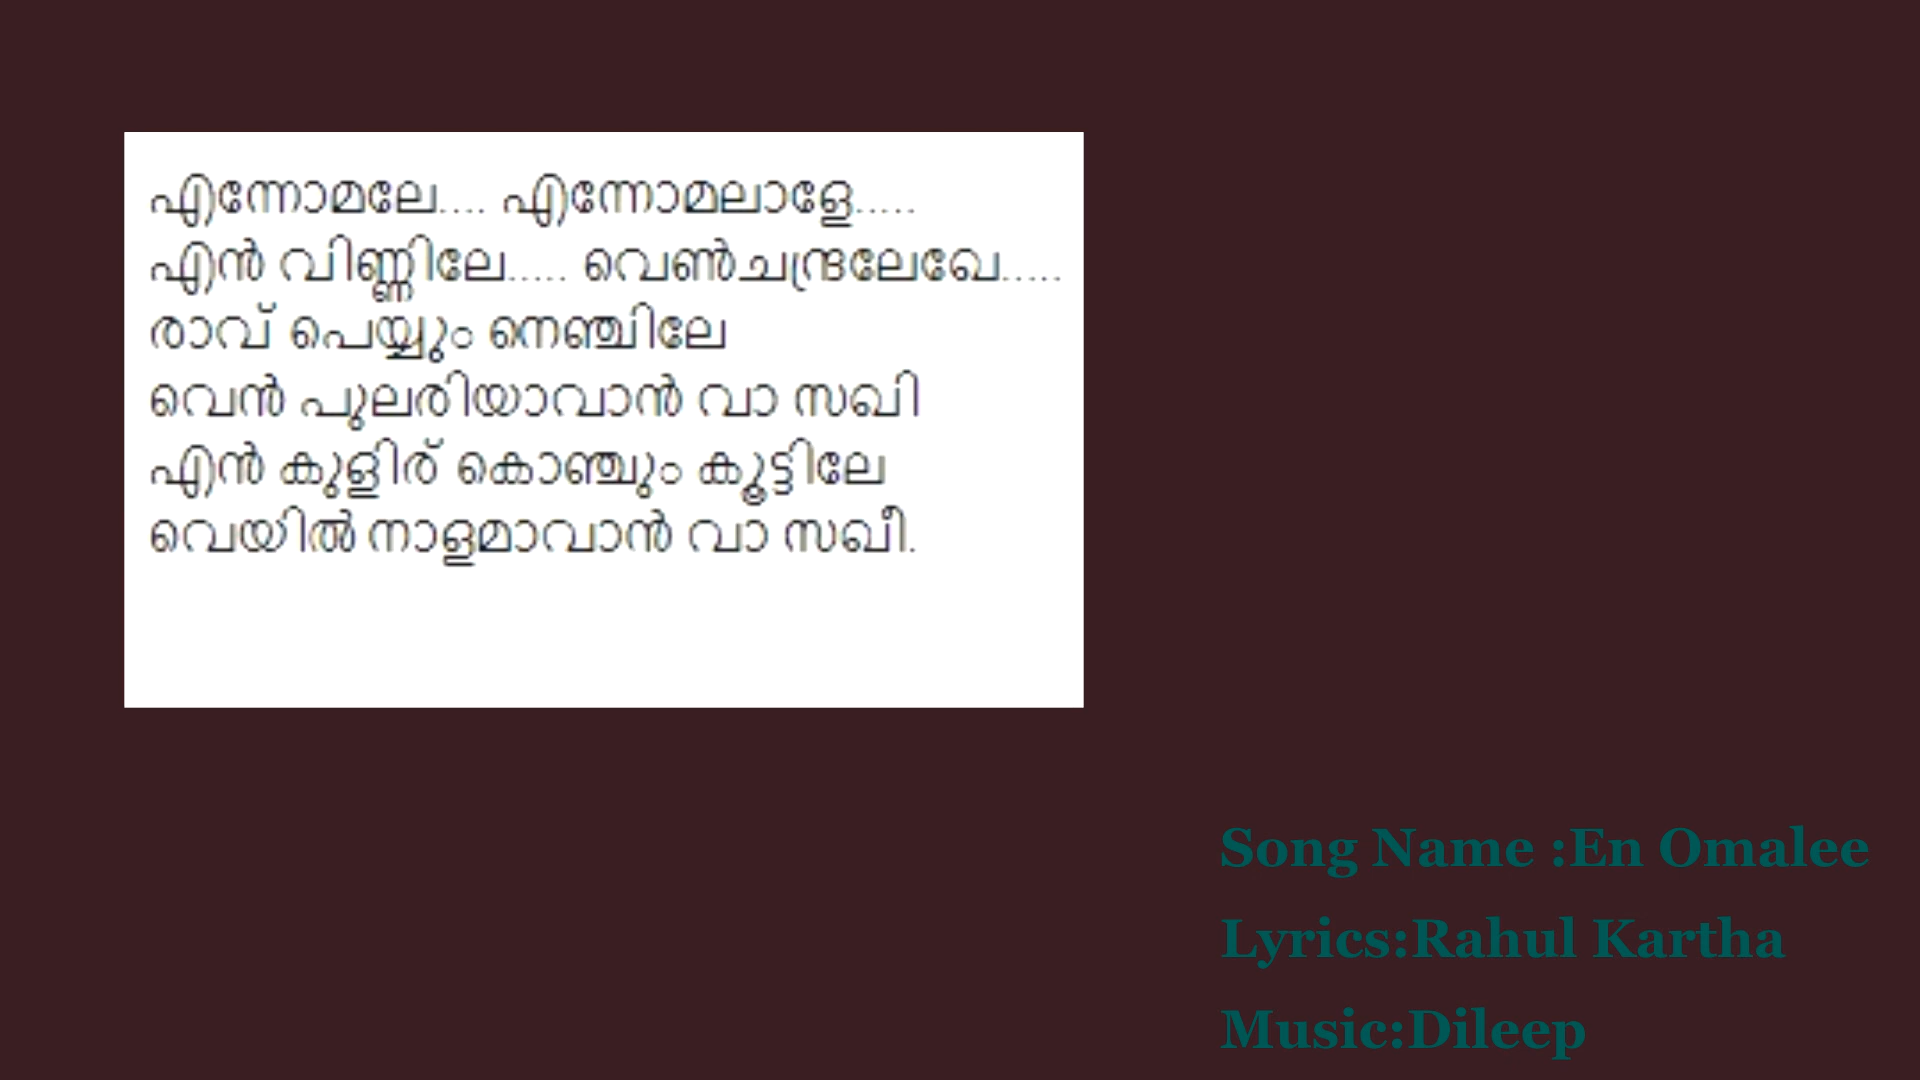 എന്നോമലേ.... എന്നോമലാളേ.....
എൻ വിണ്ണിലേ..... വെൺചന്ദ്രലേഖേ.....
രാവ് പെയ്യും നെഞ്ചിലേ
വെൻ പുലരിയാവാൻ വാ സഖി
എൻ കുളിര് കൊഞ്ചും കൂട്ടിലേ
വെയിൽ നാളമാവാൻ വാ സഖീ.
Song Name :En Omalee
Lyrics:Rahul Kartha
Music:Dileep